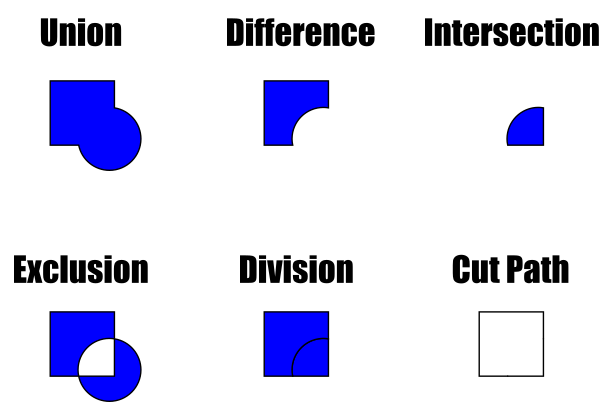 Union
Difference
Intersection
Exclusion
Division
Cut Path